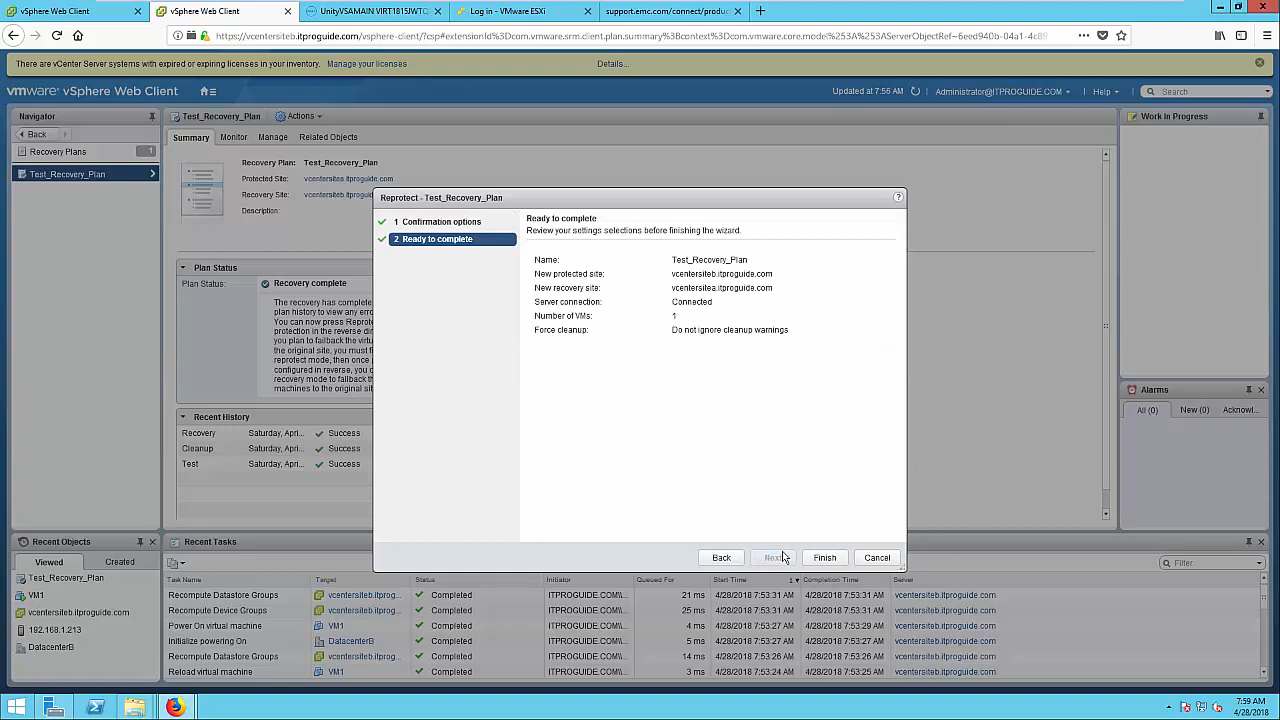 vSphere Web Client
vSphere Web Client
UnityVSAMAIN VIRT1815JWTC
Log in - VMware ESXi
support.emc.com/connect/produc
https://vcentersiteb.itproguide.com/vsphere-client/?csp#extensionId%3Dcom.vmware.srm.client.plan.summary%3Bcontext%3Dcom.vmware.core.model%253A%253AServerObjectRef~6eed940b-04a1-4c89
There are vCenter Server systems with expired or expiring licenses in your inventory. Manage your licenses Details...
vmware® vSphere Web Client
Updated at 7:56 AM
Administrator@ITPROGUIDE.COM
Help
Search
Navigator
Back
Recovery Plans 1
Test_Recovery_Plan
Test_Recovery_Plan
Actions
Summary Monitor Manage Related Objects
Recovery Plan: Test_Recovery_Plan
Protected Site: vcentersitea.itproguide.com
Recovery Site: vcentersiteb.itproguid
Description:
Plan Status
Plan Status: Recovery complete
The recovery has complete
plan history to view any error
You can now press Reprote
protection in the reverse di
you plan to failback the virtu
the original site, you must fi
reprotect mode, then once p
configured in reverse, you c
recovery mode to failback th
machines to the original sit
Recent History
Recovery Saturday, Apri... Success
Cleanup Saturday, Apri... Success
Test Saturday, Apri... Success
Reprotect - Test_Recovery_Plan
1 Confirmation options
2 Ready to complete
Ready to complete
Review your settings selections before finishing the wizard.
Name: Test_Recovery_Plan
New protected site: vcentersiteb.itproguide.com
New recovery site: vcentersitea.itproguide.com
Server connection: Connected
Number of VMs: 1
Force cleanup: Do not ignore cleanup warnings
Back Next Finish Cancel
Work In Progress
Alarms
All (0) New (0) Acknowl...
Recent Objects
Viewed Created
Test_Recovery_Plan
VM1
vcentersiteb.itproguide.com
192.168.1.213
DatacenterB
Recent Tasks
Filter
Task Name Target Status Initiator Queued For Start Time 1 Completion Time Server
Recompute Datastore Groups vcentersiteb.itprog... Completed ITPROGUIDE.COM\\... 21 ms 4/28/2018 7:53:31 AM 4/28/2018 7:53:31 AM vcentersiteb.itproguide.com
Recompute Device Groups vcentersiteb.itprog... Completed ITPROGUIDE.COM\\... 25 ms 4/28/2018 7:53:31 AM 4/28/2018 7:53:31 AM vcentersiteb.itproguide.com
Power On virtual machine VM1 Completed ITPROGUIDE.COM\\... 4 ms 4/28/2018 7:53:27 AM 4/28/2018 7:53:29 AM vcentersiteb.itproguide.com
Initialize powering On DatacenterB Completed ITPROGUIDE.COM\\... 5 ms 4/28/2018 7:53:27 AM 4/28/2018 7:53:27 AM vcentersiteb.itproguide.com
Recompute Datastore Groups vcentersiteb.itprog... Completed ITPROGUIDE.COM\\... 14 ms 4/28/2018 7:53:26 AM 4/28/2018 7:53:26 AM vcentersiteb.itproguide.com
Reload virtual machine VM1 Completed ITPROGUIDE.COM\\... 3 ms 4/28/2018 7:53:25 AM 4/28/2018 7:53:24 AM vcentersiteb.itproguide.com
7:59 AM
4/28/2018